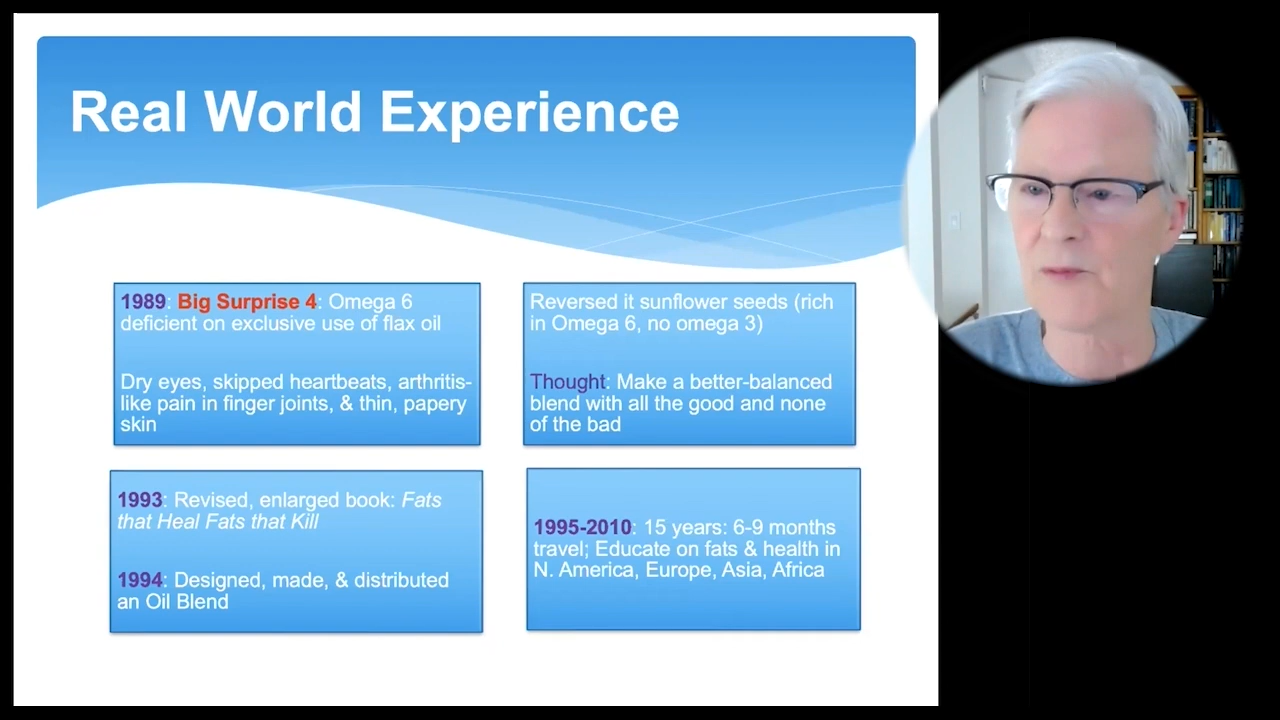 Real World Experience
1989: Big Surprise 4: Omega 6
deficient on exclusive use of flax oil
Dry eyes, skipped heartbeats, arthritis-
like pain in finger joints, & thin, papery
skin
Reversed it sunflower seeds (rich
in Omega 6, no omega 3)
Thought: Make a better-balanced
blend with all the good and none
of the bad
1993: Revised, enlarged book: Fats
that Heal Fats that Kill
1994: Designed, made, & distributed
an Oil Blend
1995-2010: 15 years: 6-9 months
travel; Educate on fats & health in
N. America, Europe, Asia, Africa